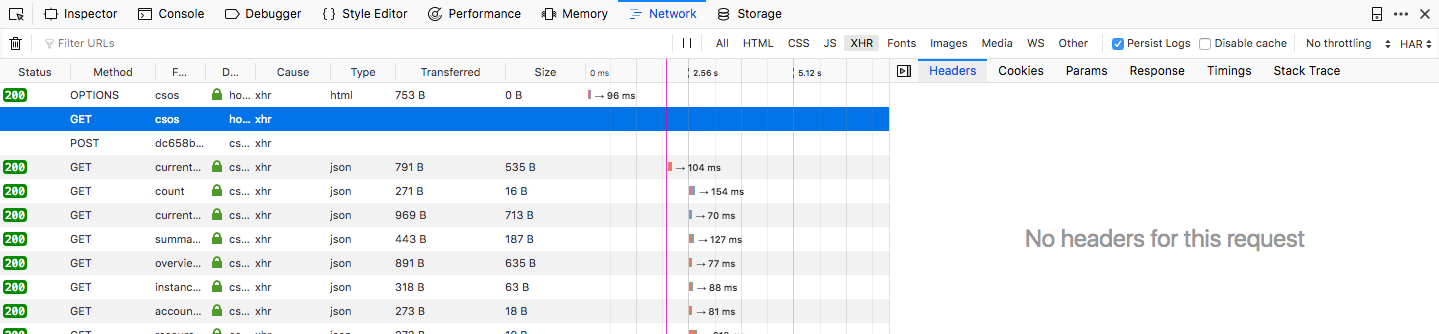 Inspector Console Debugger Style Editor Performance Memory Network Storage
Filter URLs All HTML CSS JS XHR Fonts Images Media WS Other Persist Logs Disable cache No throttling HAR
Status Method F... D... Cause Type Transferred Size 0 ms 2.56 s 5.12 s Headers Cookies Params Response Timings Stack Trace
200 OPTIONS csos ho... xhr html 753 B 0 B → 96 ms
GET csos ho... xhr
POST dc658b... cs... xhr
200 GET current... cs... xhr json 791 B 535 B → 104 ms
200 GET count cs... xhr json 271 B 16 B → 154 ms
200 GET current... cs... xhr json 969 B 713 B → 70 ms
200 GET summa... cs... xhr json 443 B 187 B → 127 ms
No headers for this request
200 GET overvie... cs... xhr json 891 B 635 B → 77 ms
200 GET instanc... cs... xhr json 318 B 63 B → 88 ms
200 GET accoun... cs... xhr json 273 B 18 B → 81 ms